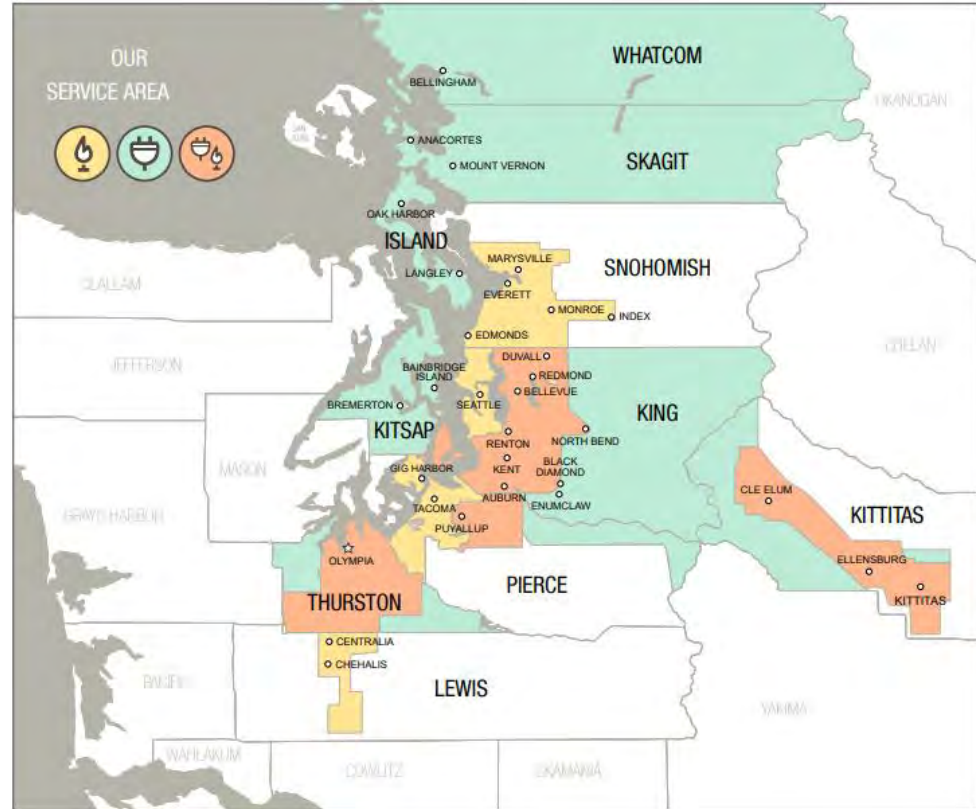 OUR
SERVICE AREA
WHATCOM
BELLINGHAM
OKANOGAN
SAN
JUAN
ANACORTES
MOUNT VERNON
SKAGIT
OAK HARBOR
ISLAND
MARYSVILLE
SNOHOMISH
LANGLEY
EVERETT
CLALLAM
MONROE
INDEX
EDMONDS
CHELAN
JEFFERSON
DUVALL
BAINBRIDGE
ISLAND
REDMOND
BELLEVUE
SEATTLE
BREMERTON
KING
KITSAP
RENTON
NORTH BEND
MASON
GIG HARBOR
KENT
BLACK
DIAMOND
CLE ELUM
AUBURN
ENUMCLAW
TACOMA
GRAYS HARBOR
PUYALLUP
KITTITAS
OLYMPIA
ELLENSBURG
PIERCE
KITTITAS
THURSTON
CENTRALIA
CHEHALIS
LEWIS
PACIFIC
YAKIMA
WAHKIAKUM
COWLITZ
SKAMANIA